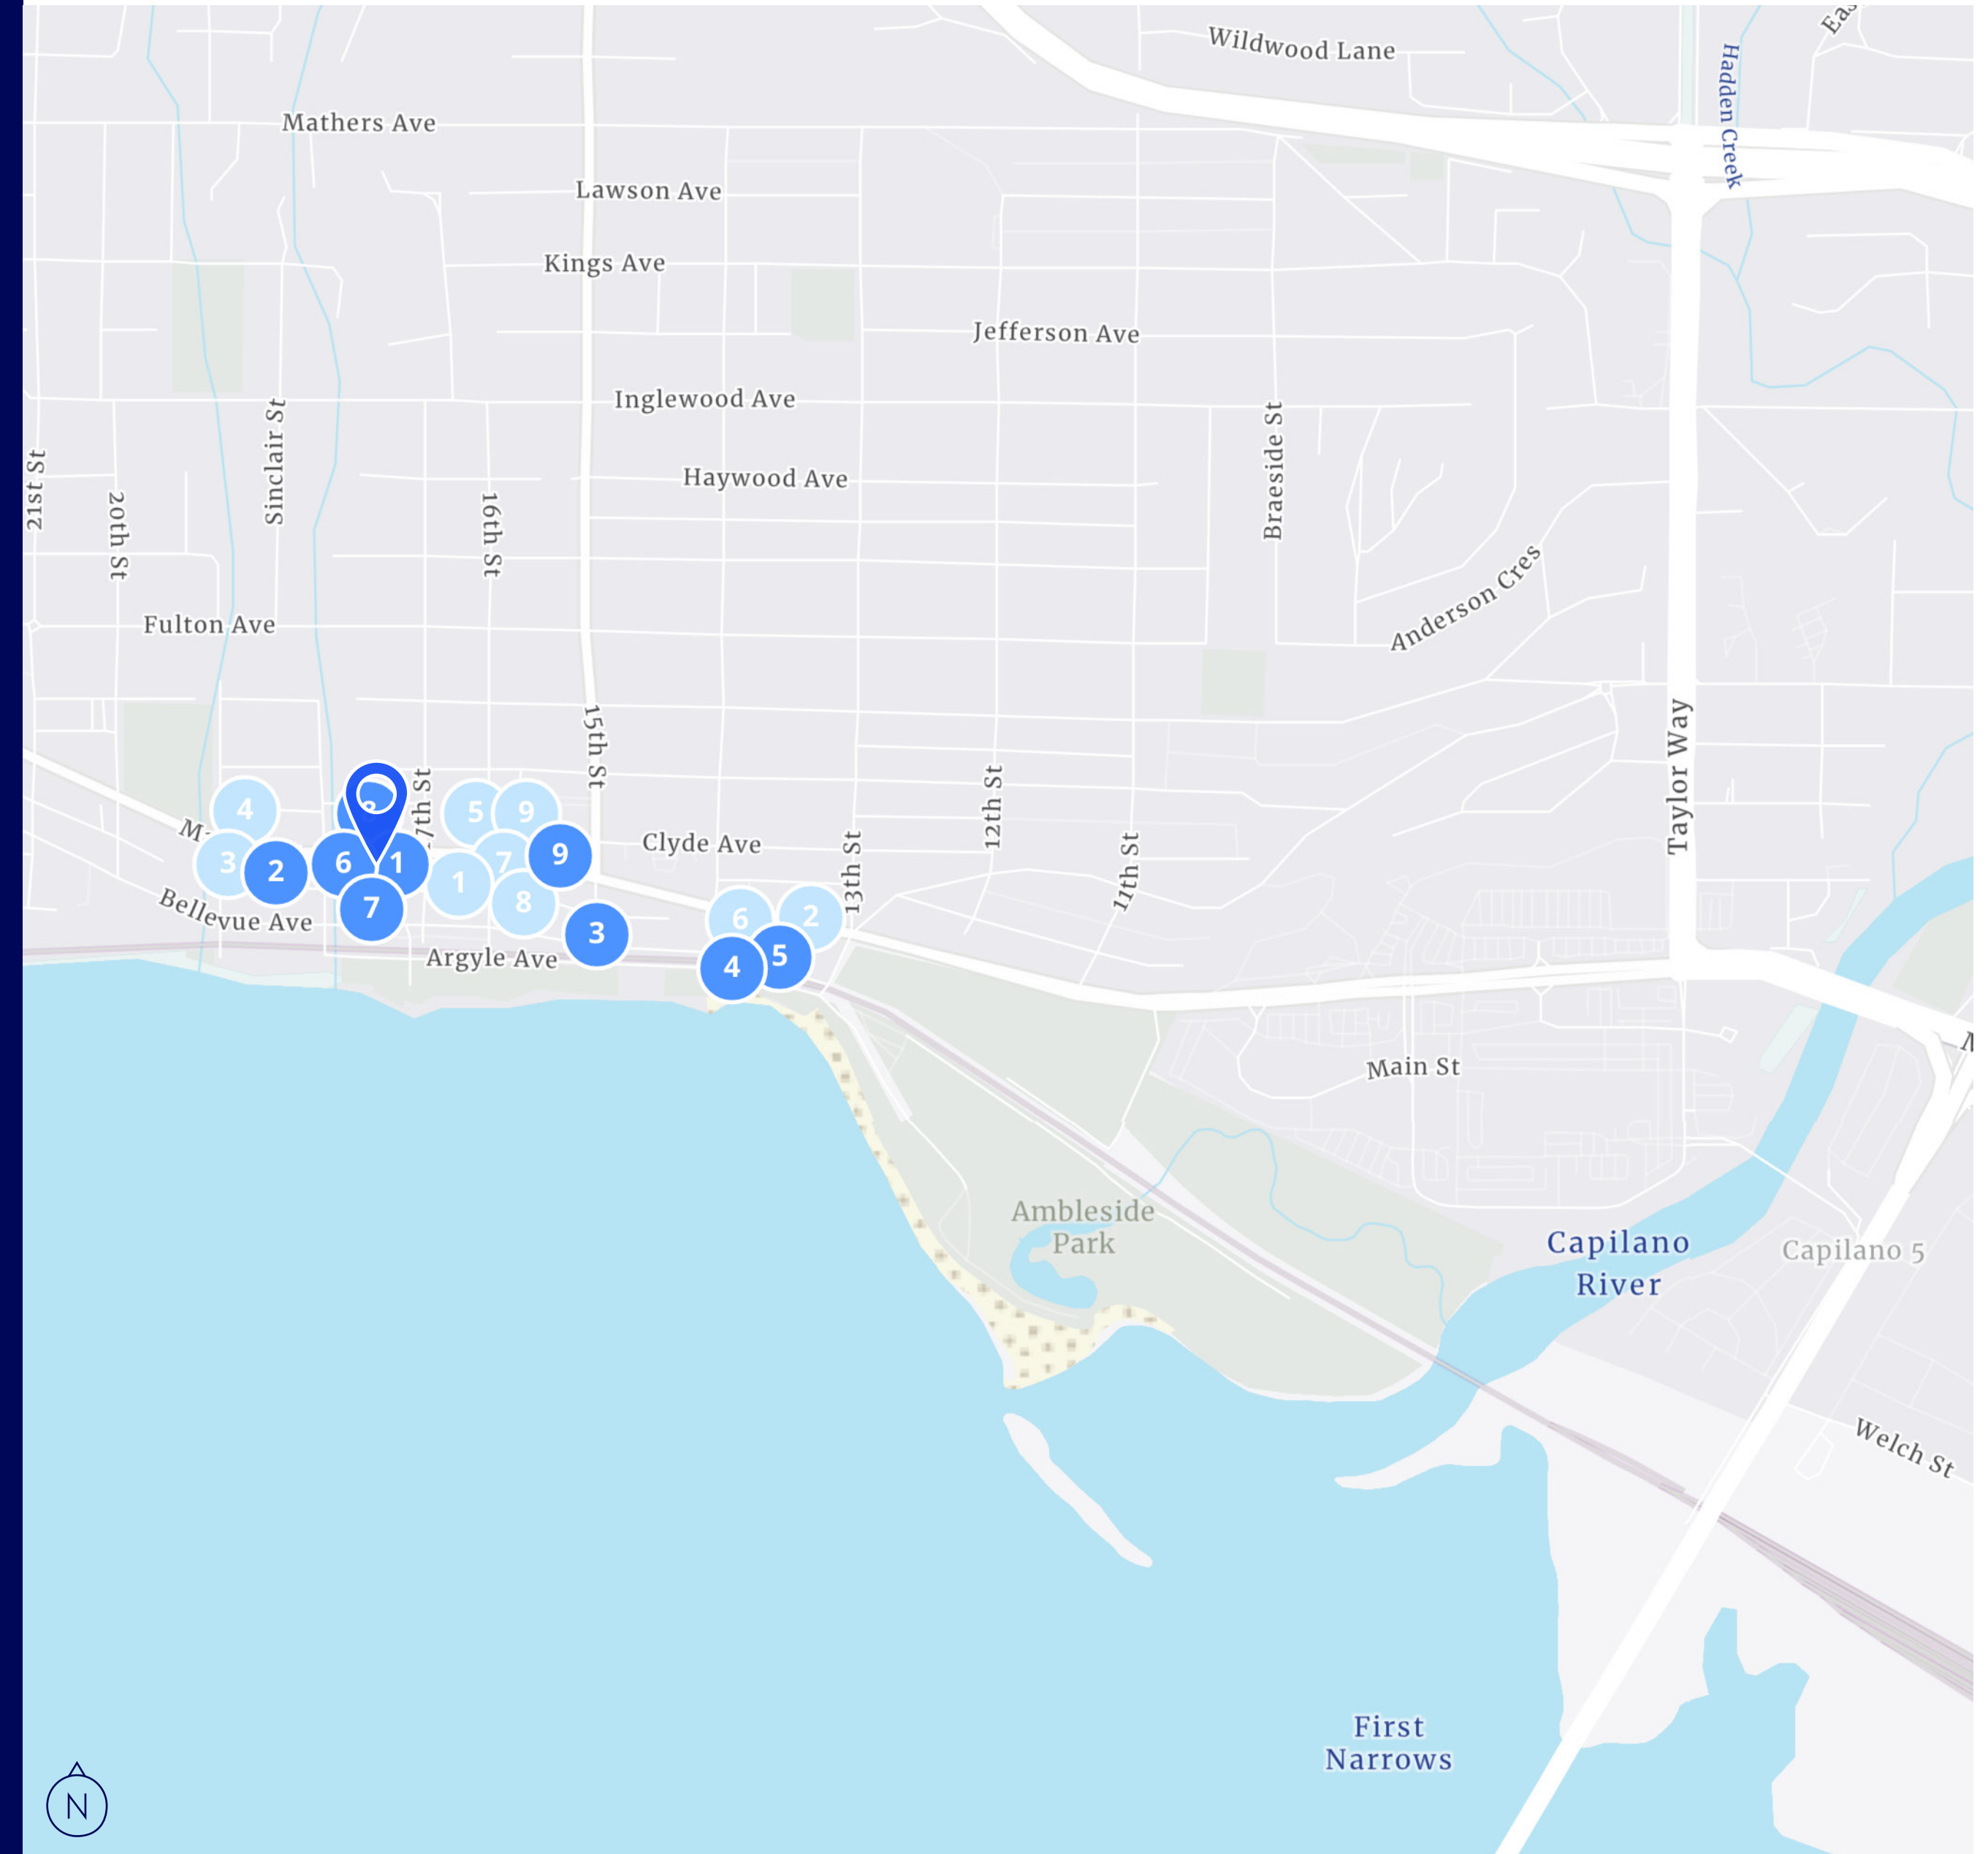 Wildwood Lane
Hadden Creek
Mathers Ave
Lawson Ave
Kings Ave
Jefferson Ave
Inglewood Ave
Haywood Ave
21st St
20th St
Sinclair St
16th St
Braeside St
Anderson Cres
Fulton Ave
15th St
Taylor Way
12th St
17th St
13th St
Clyde Ave
4
5
9
3
2
6
1
1
7
9
7
8
3
6
2
4
5
Bellevue Ave
Argyle Ave
Main St
Ambleside
Park
Capilano
River
Capilano 5
Welch St
First
Narrows
N